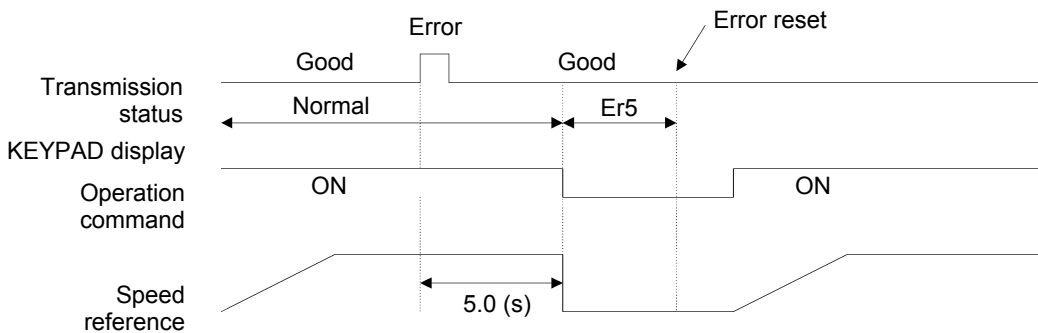 Error reset
Error
Good
Good
Transmission
status
Normal
Er5
KEYPAD display
ON
ON
Operation
command
5.0 (s)
Speed
reference